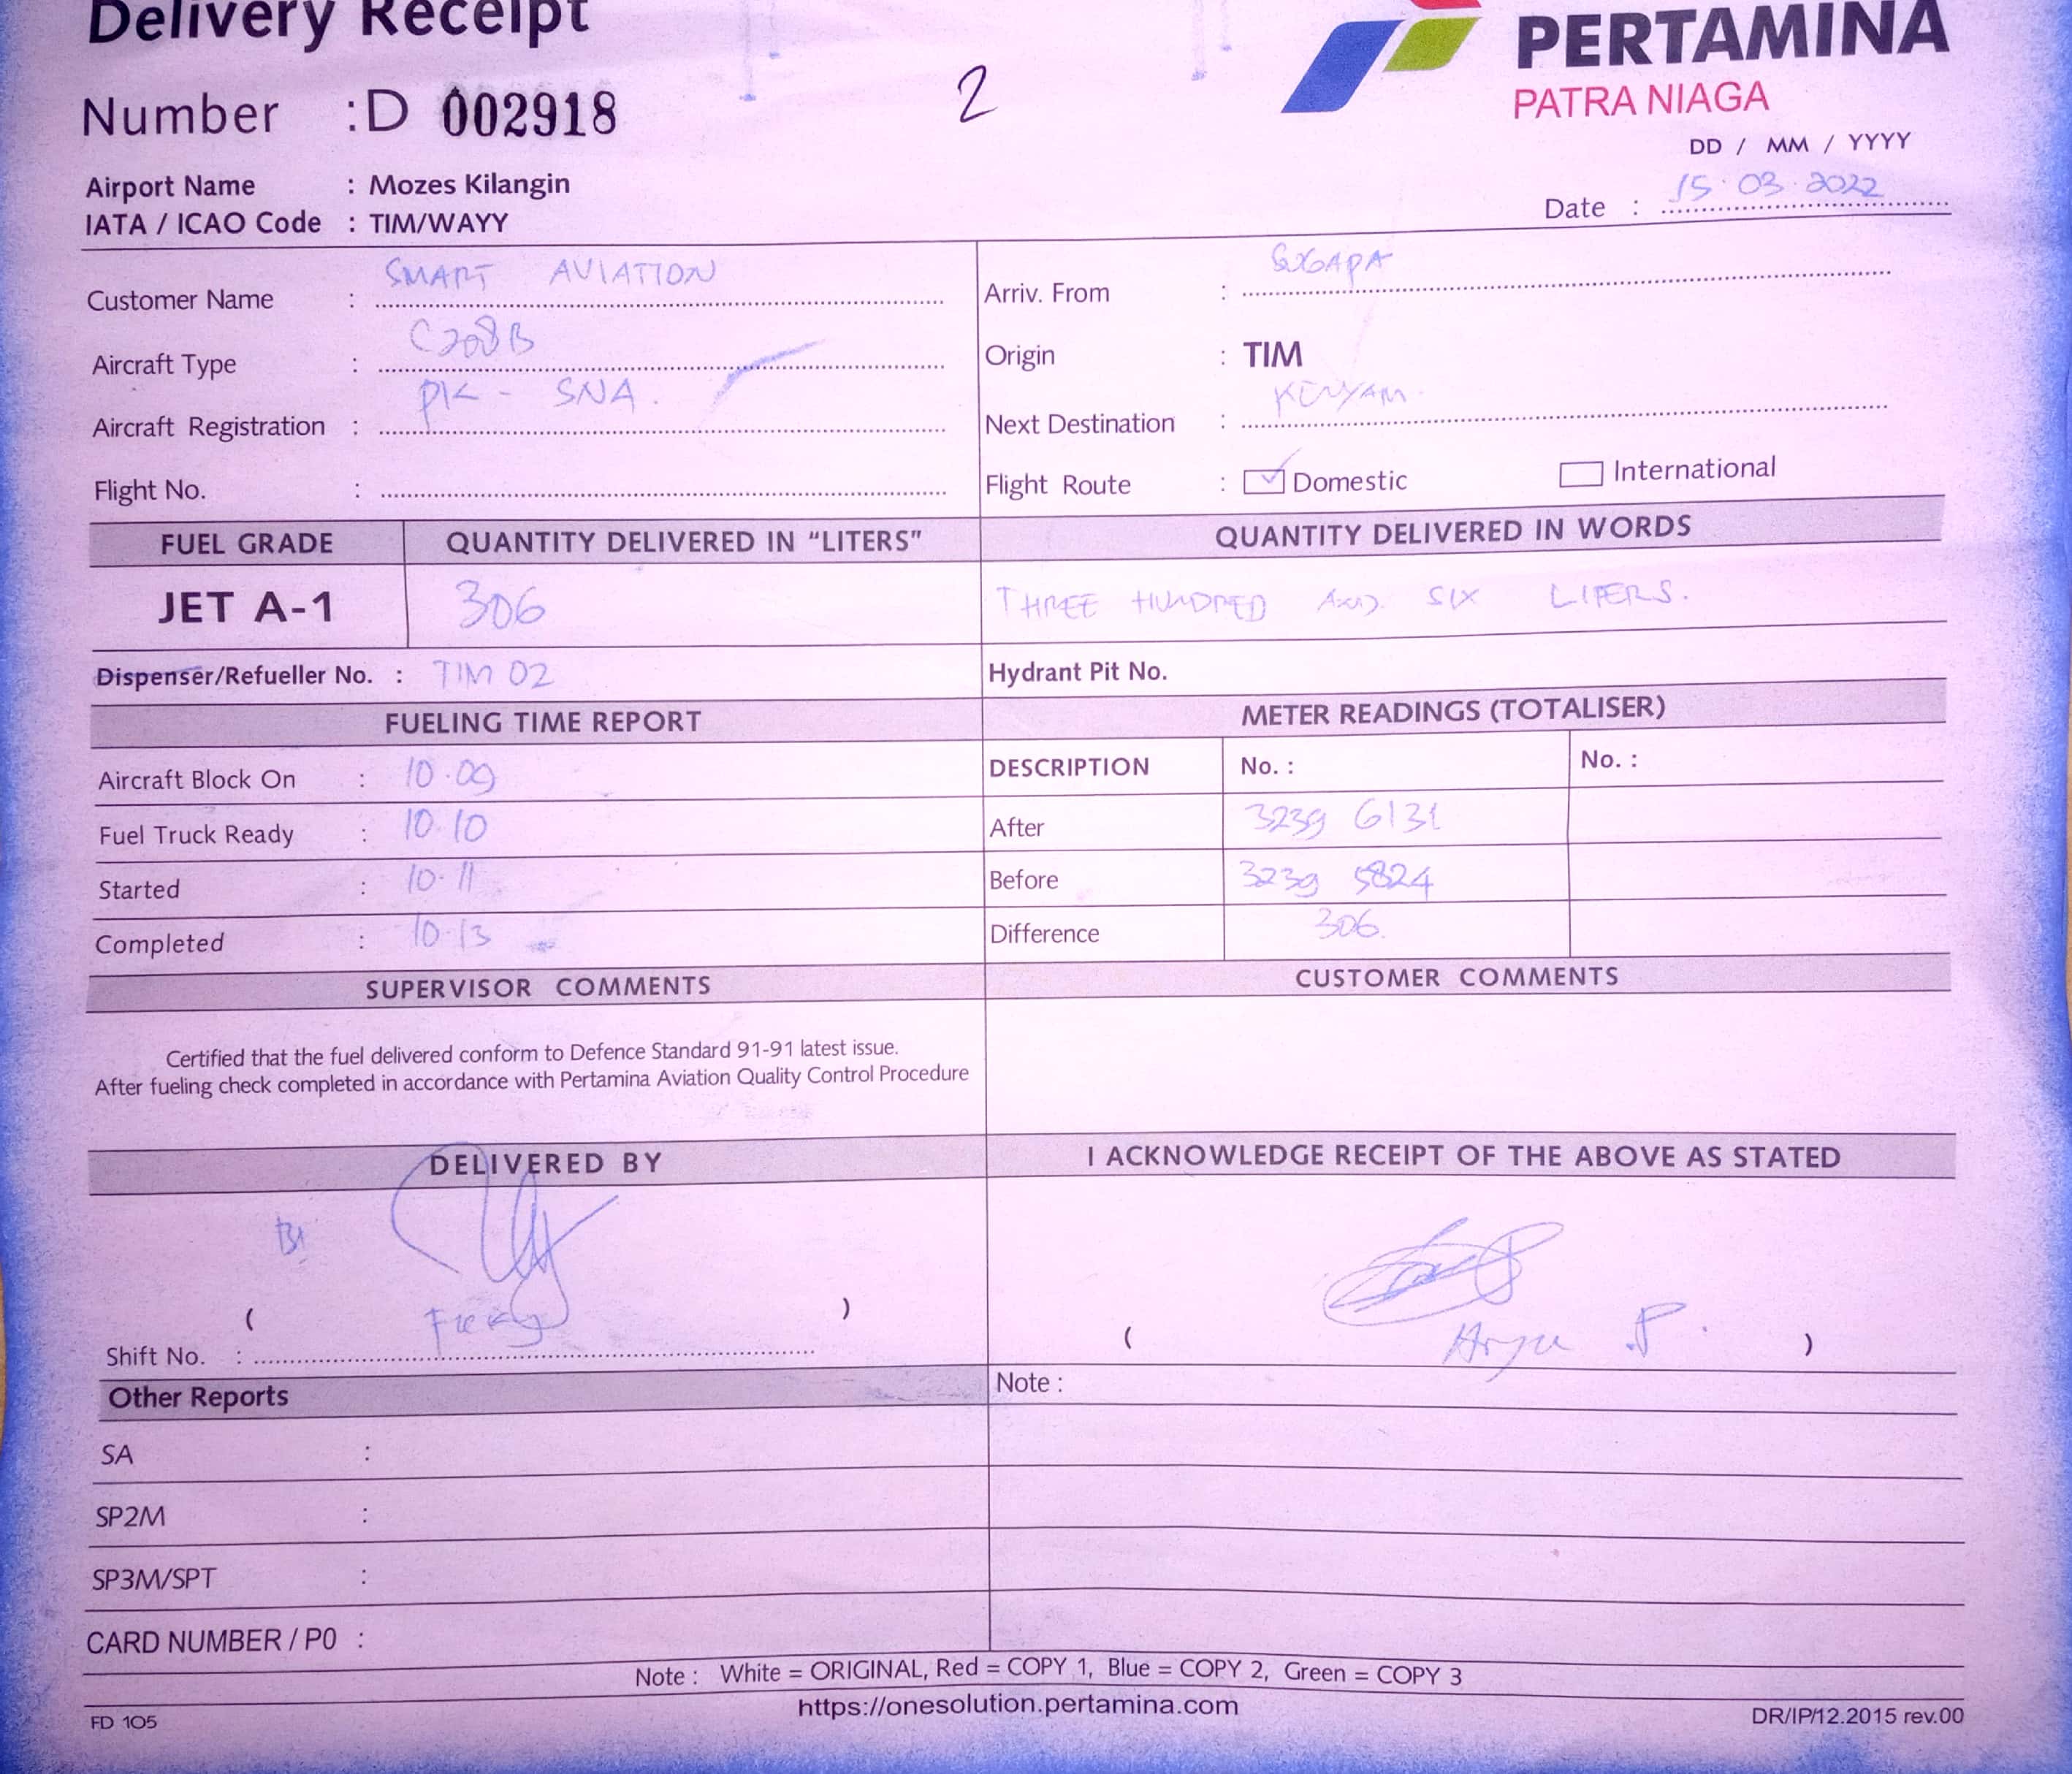 Delivery Receipt
PERTAMINA
PATRA NIAGA
Number : D 002918
2
DD / MM / YYYY
Airport Name : Mozes Kilangin
IATA / ICAO Code : TIM/WAYY
Date : 15.03.2022
Customer Name : SMART AVIATION
Arriv. From :
Aircraft Type : C208B
Origin : TIM
Aircraft Registration : PK - SNA.
Next Destination : KENYAM.
Flight No. :
Flight Route : Domestic International
FUEL GRADE QUANTITY DELIVERED IN “LITERS” QUANTITY DELIVERED IN WORDS
JET A-1 306 THREE HUNDRED AND SIX LITERS.
Dispenser/Refueller No. : TIM 02 Hydrant Pit No.
FUELING TIME REPORT METER READINGS (TOTALISER)
Aircraft Block On : 10.09 DESCRIPTION No. : No. :
Fuel Truck Ready : 10.10 After 3239 6131
Started : 10.11 Before 3239 5824
Completed : 10.13 Difference 306.
SUPERVISOR COMMENTS CUSTOMER COMMENTS
Certified that the fuel delivered conform to Defence Standard 91-91 latest issue.
After fueling check completed in accordance with Pertamina Aviation Quality Control Procedure
DELIVERED BY I ACKNOWLEDGE RECEIPT OF THE ABOVE AS STATED
( )
( Arya P. )
Shift No. :
Other Reports Note :
SA :
SP2M :
SP3M/SPT :
CARD NUMBER / P0 :
Note : White = ORIGINAL, Red = COPY 1, Blue = COPY 2, Green = COPY 3
https://onesolution.pertamina.com
FD 105 DR/IP/12.2015 rev.00